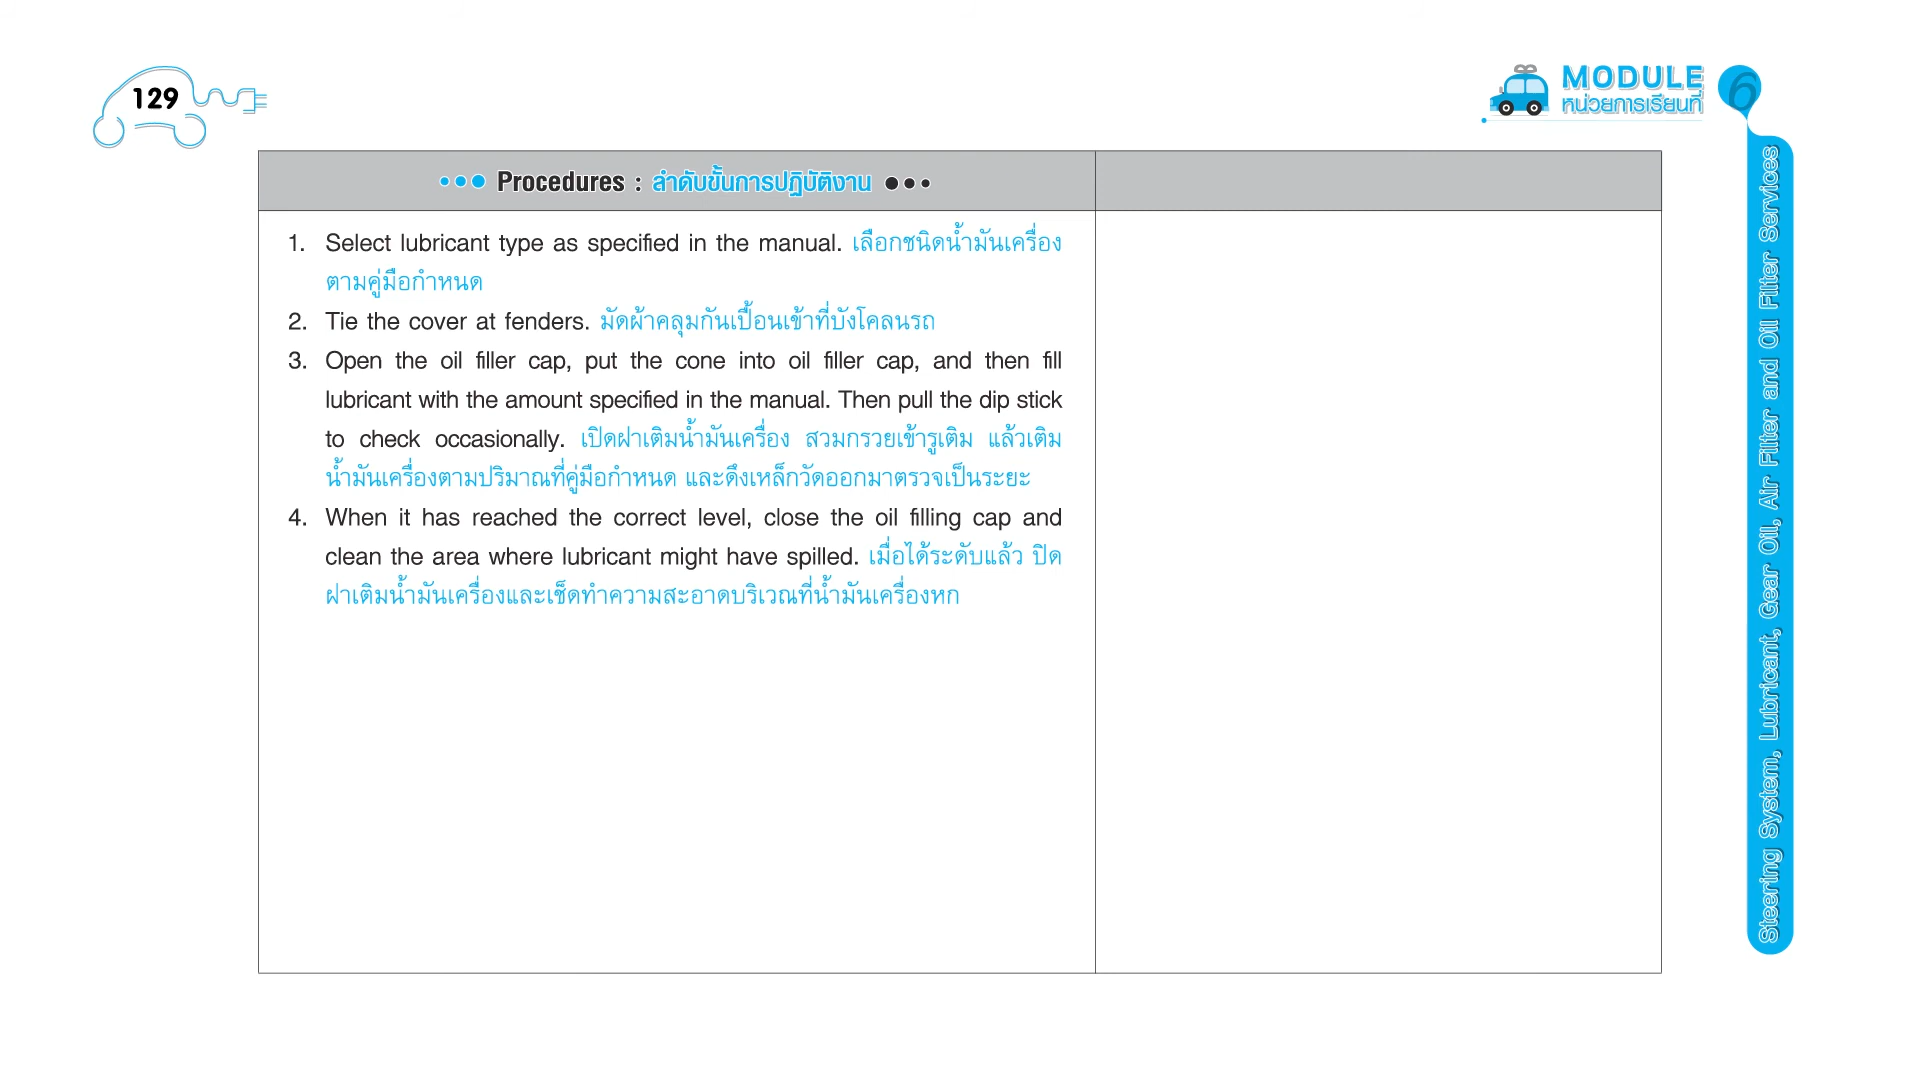 129
MODULE
หน่วยการเรียนที่
6
Procedures : ลำดับขั้นการปฏิบัติงาน
1. Select lubricant type as specified in the manual. เลือกชนิดน้ำมันเครื่อง
ตามคู่มือกำหนด
2. Tie the cover at fenders. มัดผ้าคลุมกันเปื้อนเข้าที่บังโคลนรถ
3. Open the oil filler cap, put the cone into oil filler cap, and then fill
lubricant with the amount specified in the manual. Then pull the dip stick
to check occasionally. เปิดฝาเติมน้ำมันเครื่อง สวมกรวยเข้ารูเติม แล้วเติม
น้ำมันเครื่องตามปริมาณที่คู่มือกำหนด และดึงเหล็กวัดออกมาตรวจเป็นระยะ
4. When it has reached the correct level, close the oil filling cap and
clean the area where lubricant might have spilled. เมื่อได้ระดับแล้ว ปิด
ฝาเติมน้ำมันเครื่องและเช็ดทำความสะอาดบริเวณที่น้ำมันเครื่องหก
Steering System, Lubricant, Gear Oil, Air Filter and Oil Filter Services